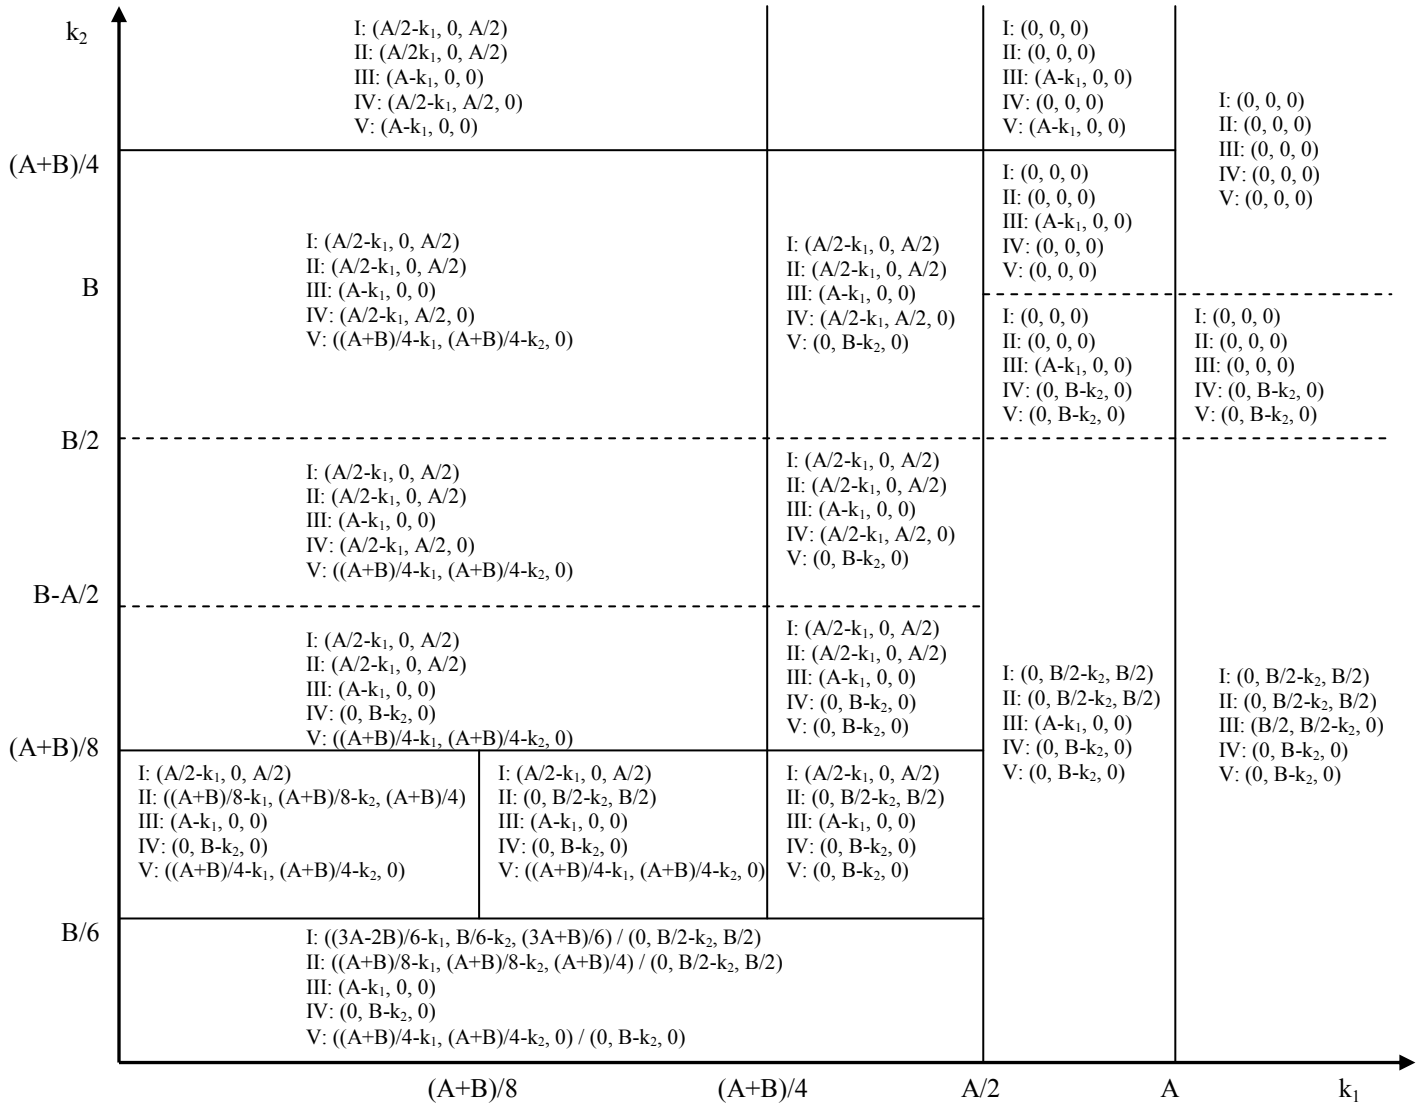 k₂
I: (A/2-k₁, 0, A/2)
II: (A/2k₁, 0, A/2)
III: (A-k₁, 0, 0)
IV: (A/2-k₁, A/2, 0)
V: (A-k₁, 0, 0)
I: (0, 0, 0)
II: (0, 0, 0)
III: (A-k₁, 0, 0)
IV: (0, 0, 0)
V: (A-k₁, 0, 0)
I: (0, 0, 0)
II: (0, 0, 0)
III: (0, 0, 0)
IV: (0, 0, 0)
V: (0, 0, 0)
(A+B)/4
I: (A/2-k₁, 0, A/2)
II: (A/2-k₁, 0, A/2)
III: (A-k₁, 0, 0)
IV: (A/2-k₁, A/2, 0)
V: ((A+B)/4-k₁, (A+B)/4-k₂, 0)
I: (A/2-k₁, 0, A/2)
II: (A/2-k₁, 0, A/2)
III: (A-k₁, 0, 0)
IV: (A/2-k₁, A/2, 0)
V: (0, B-k₂, 0)
I: (0, 0, 0)
II: (0, 0, 0)
III: (A-k₁, 0, 0)
IV: (0, 0, 0)
V: (0, 0, 0)
B
I: (0, 0, 0)
II: (0, 0, 0)
III: (A-k₁, 0, 0)
IV: (0, B-k₂, 0)
V: (0, B-k₂, 0)
I: (0, 0, 0)
II: (0, 0, 0)
III: (0, 0, 0)
IV: (0, B-k₂, 0)
V: (0, B-k₂, 0)
B/2
I: (A/2-k₁, 0, A/2)
II: (A/2-k₁, 0, A/2)
III: (A-k₁, 0, 0)
IV: (A/2-k₁, A/2, 0)
V: ((A+B)/4-k₁, (A+B)/4-k₂, 0)
I: (A/2-k₁, 0, A/2)
II: (A/2-k₁, 0, A/2)
III: (A-k₁, 0, 0)
IV: (A/2-k₁, A/2, 0)
V: (0, B-k₂, 0)
B-A/2
I: (A/2-k₁, 0, A/2)
II: (A/2-k₁, 0, A/2)
III: (A-k₁, 0, 0)
IV: (0, B-k₂, 0)
V: ((A+B)/4-k₁, (A+B)/4-k₂, 0)
I: (A/2-k₁, 0, A/2)
II: (A/2-k₁, 0, A/2)
III: (A-k₁, 0, 0)
IV: (0, B-k₂, 0)
V: (0, B-k₂, 0)
I: (0, B/2-k₂, B/2)
II: (0, B/2-k₂, B/2)
III: (A-k₁, 0, 0)
IV: (0, B-k₂, 0)
V: (0, B-k₂, 0)
I: (0, B/2-k₂, B/2)
II: (0, B/2-k₂, B/2)
III: (B/2, B/2-k₂, 0)
IV: (0, B-k₂, 0)
V: (0, B-k₂, 0)
(A+B)/8
I: (A/2-k₁, 0, A/2)
II: ((A+B)/8-k₁, (A+B)/8-k₂, (A+B)/4)
III: (A-k₁, 0, 0)
IV: (0, B-k₂, 0)
V: ((A+B)/4-k₁, (A+B)/4-k₂, 0)
I: (A/2-k₁, 0, A/2)
II: (0, B/2-k₂, B/2)
III: (A-k₁, 0, 0)
IV: (0, B-k₂, 0)
V: ((A+B)/4-k₁, (A+B)/4-k₂, 0)
I: (A/2-k₁, 0, A/2)
II: (0, B/2-k₂, B/2)
III: (A-k₁, 0, 0)
IV: (0, B-k₂, 0)
V: (0, B-k₂, 0)
B/6
I: ((3A-2B)/6-k₁, B/6-k₂, (3A+B)/6) / (0, B/2-k₂, B/2)
II: ((A+B)/8-k₁, (A+B)/8-k₂, (A+B)/4) / (0, B/2-k₂, B/2)
III: (A-k₁, 0, 0)
IV: (0, B-k₂, 0)
V: ((A+B)/4-k₁, (A+B)/4-k₂, 0) / (0, B-k₂, 0)
(A+B)/8
(A+B)/4
A/2
A
k₁